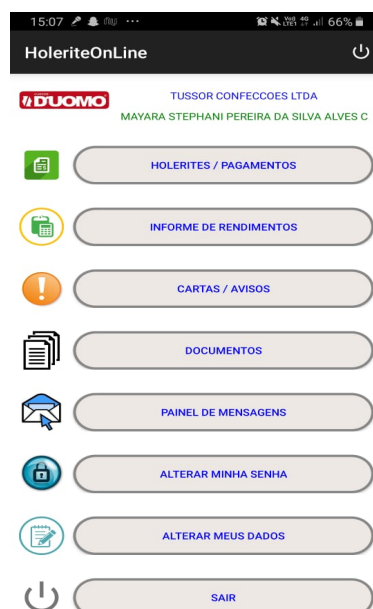 15:07
66%
HoleriteOnLine
DUOMO
TUSSOR CONFECCOES LTDA
MAYARA STEPHANI PEREIRA DA SILVA ALVES C
HOLERITES / PAGAMENTOS
INFORME DE RENDIMENTOS
CARTAS / AVISOS
DOCUMENTOS
PAINEL DE MENSAGENS
ALTERAR MINHA SENHA
ALTERAR MEUS DADOS
SAIR